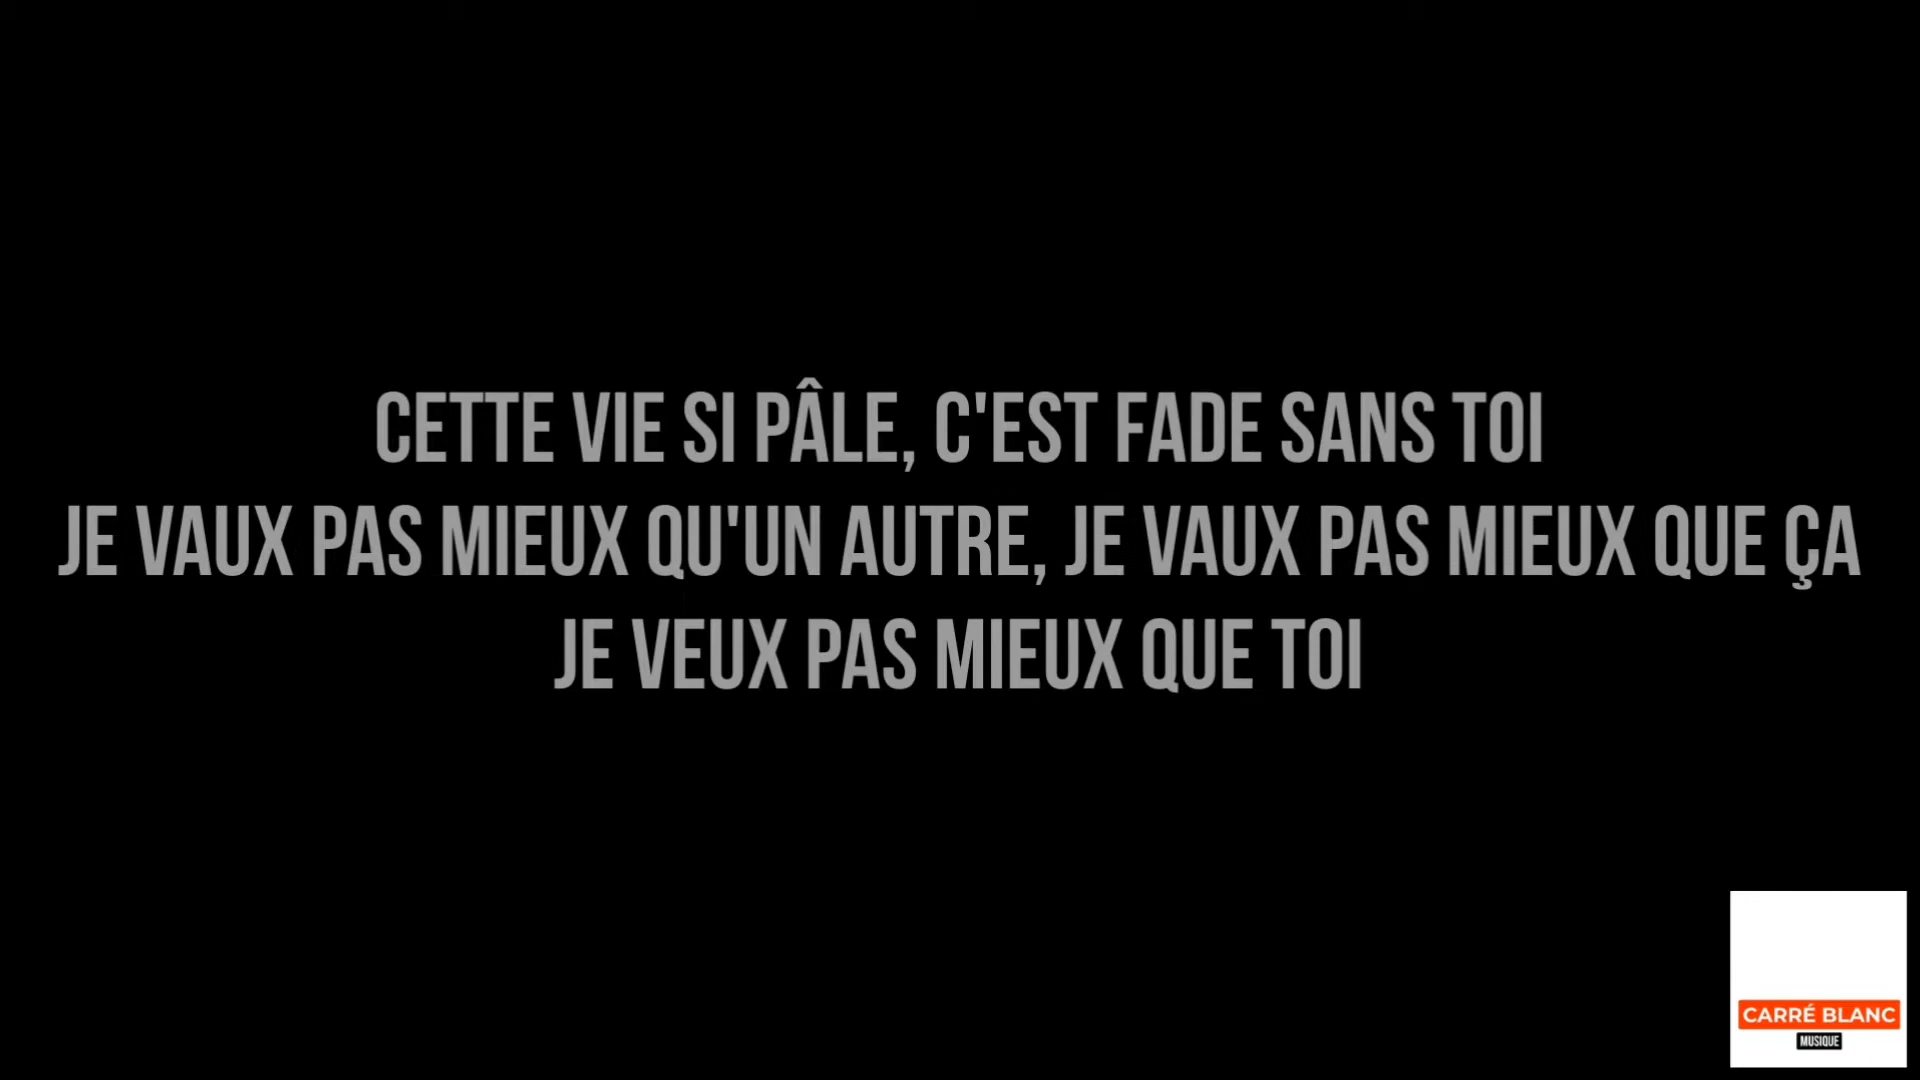 CETTE VIE SI PÂLE, C'EST FADE SANS TOI
JE VAUX PAS MIEUX QU'UN AUTRE, JE VAUX PAS MIEUX QUE ÇA
JE VEUX PAS MIEUX QUE TOI
CARRÉ BLANC
MUSIQUE